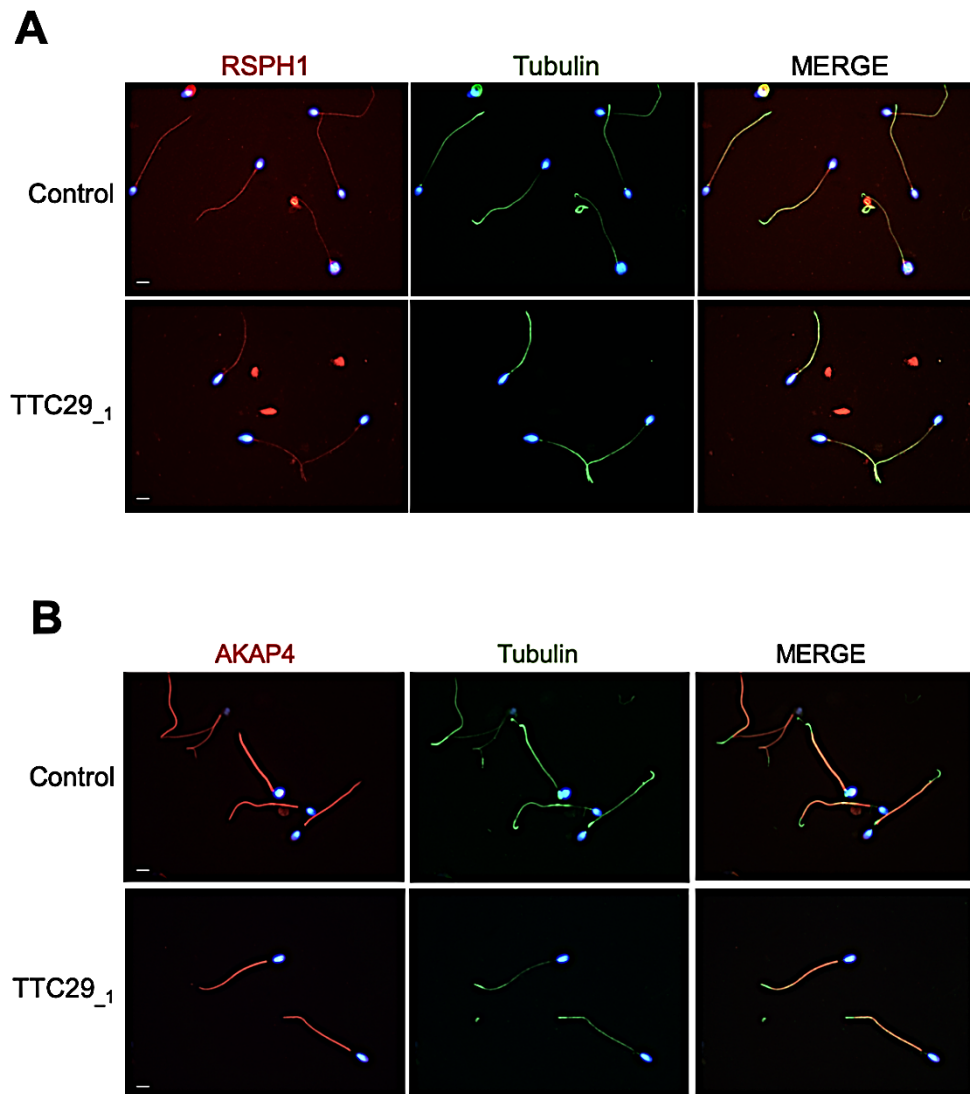 A
RSPH1 Tubulin MERGE
Control
TTC29_1
B
AKAP4 Tubulin MERGE
Control
TTC29_1